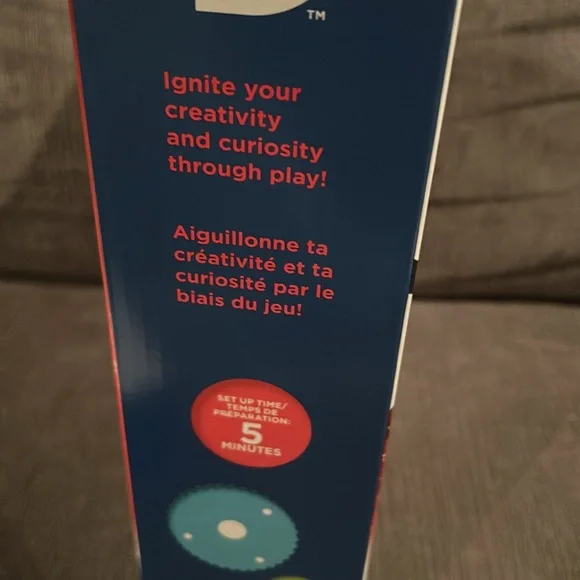 TM
Ignite your
creativity
and curiosity
through play!
Aiguillonne ta
créativité et ta
curiosité par le
biais du jeu!
SET UP TIME/
TEMPS DE
PRÉPARATION:
5
MINUTES